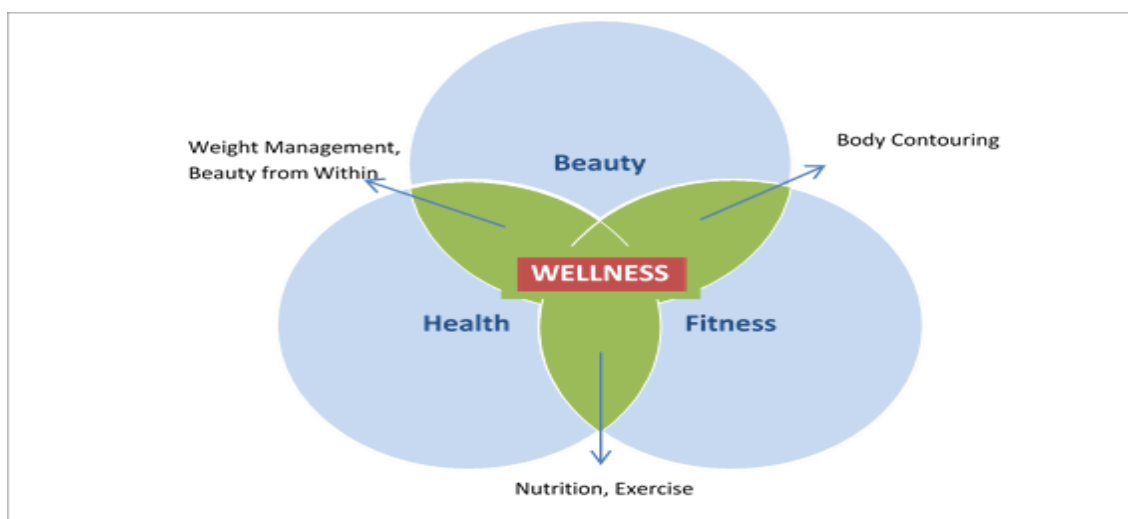 Weight Management,
Beauty from Within
Body Contouring
Beauty
WELLNESS
Health
Fitness
Nutrition, Exercise